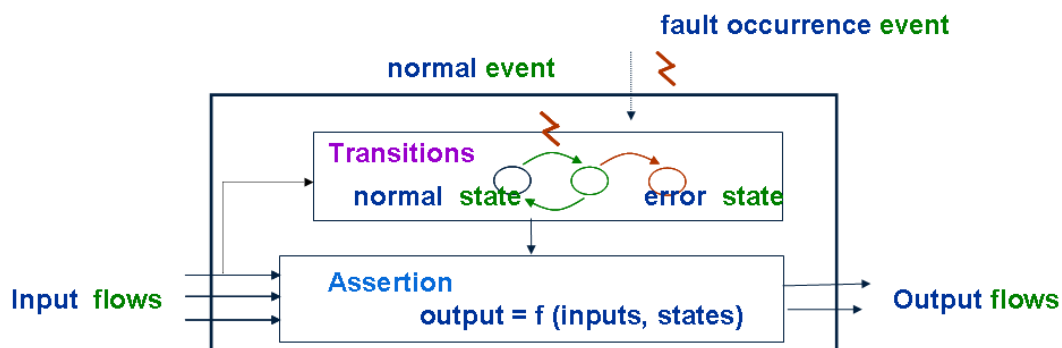 fault occurrence event
normal event
Transitions
normal state
error state
Input flows
Assertion
output = f (inputs, states)
Output flows